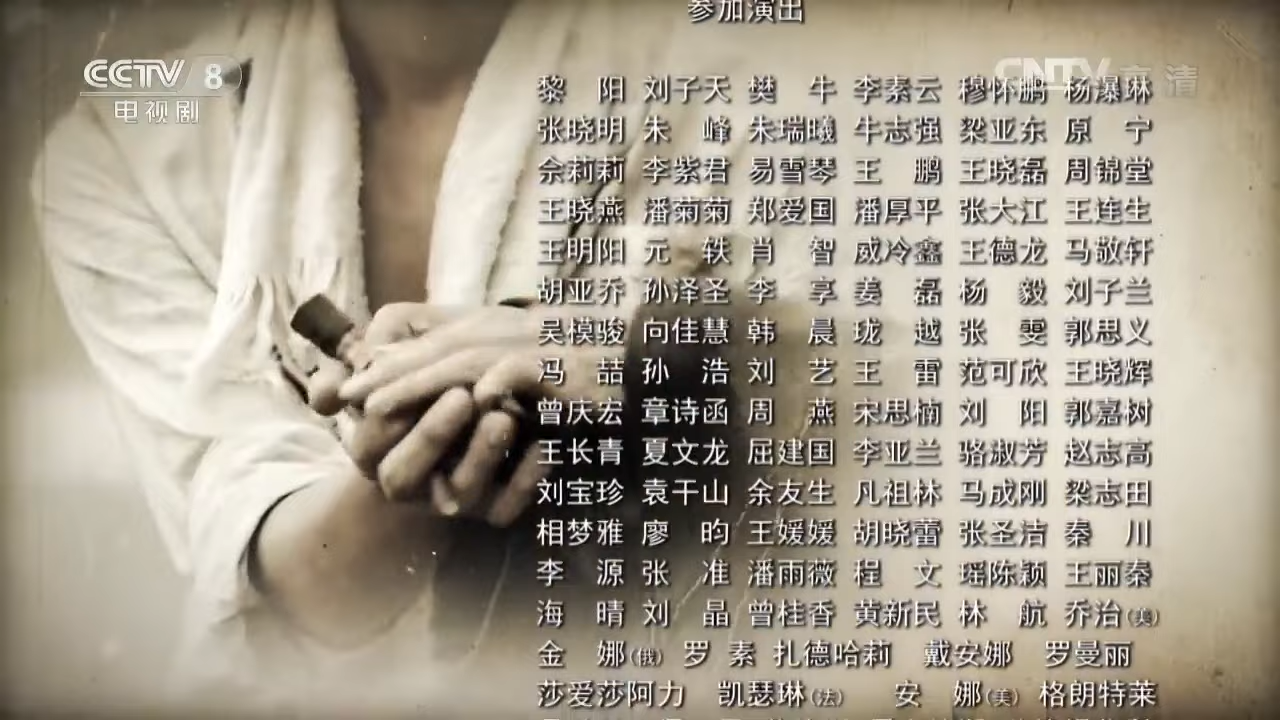 参加演出
CCTV 8
电视剧
CNTV 高清
黎 阳 刘子天 樊 牛 李素云 穆怀鹏 杨瀑琳
张晓明 朱 峰 朱瑞曦 牛志强 梁亚东 原 宁
佘莉莉 李紫君 易雪琴 王 鹏 王晓磊 周锦堂
王晓燕 潘菊菊 郑爱国 潘厚平 张大江 王连生
王明阳 元 轶 肖 智 威冷鑫 王德龙 马敬轩
胡亚乔 孙泽圣 李 享 姜 磊 杨 毅 刘子兰
吴模骏 向佳慧 韩 晨 珑 越 张 雯 郭思义
冯 喆 孙 浩 刘 艺 王 雷 范可欣 王晓辉
曾庆宏 章诗函 周 燕 宋思楠 刘 阳 郭嘉树
王长青 夏文龙 屈建国 李亚兰 骆淑芳 赵志高
刘宝珍 袁干山 余友生 凡祖林 马成刚 梁志田
相梦雅 廖 昀 王媛媛 胡晓蕾 张圣洁 秦 川
李 源 张 准 潘雨薇 程 文 瑶陈颖 王丽秦
海 晴 刘 晶 曾桂香 黄新民 林 航 乔治(美)
金 娜(俄) 罗 素 扎德哈莉 戴安娜 罗曼丽
莎爱莎阿力 凯瑟琳(法) 安 娜(美) 格朗特莱